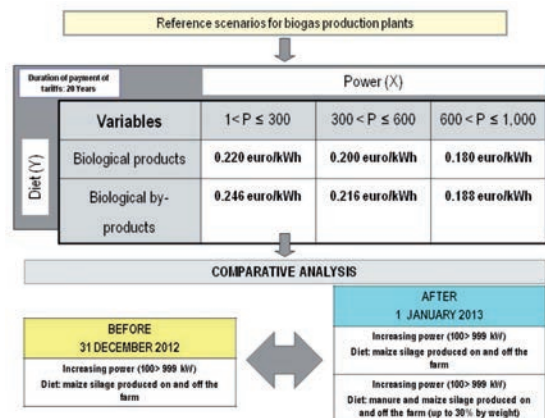 Reference scenarios for biogas production plants
Duration of payment of
tariffs: 20 Years
Power (X)
Diet (Y)
Variables
1< P ≤ 300
300 < P ≤ 600
600 < P ≤ 1,000
Biological products
0.220 euro/kWh
0.200 euro/kWh
0.180 euro/kWh
Biological by-
products
0.246 euro/kWh
0.216 euro/kWh
0.188 euro/kWh
COMPARATIVE ANALYSIS
BEFORE
31 DECEMBER 2012
Increasing power (100> 999 kW)
Diet: maize silage produced on and off the
farm
AFTER
1 JANUARY 2013
Increasing power (100> 999 kW)
Diet: maize silage produced on and off the
farm
Increasing power (100> 999 kW)
Diet: manure and maize silage produced on
and off the farm (up to 30% by weight)